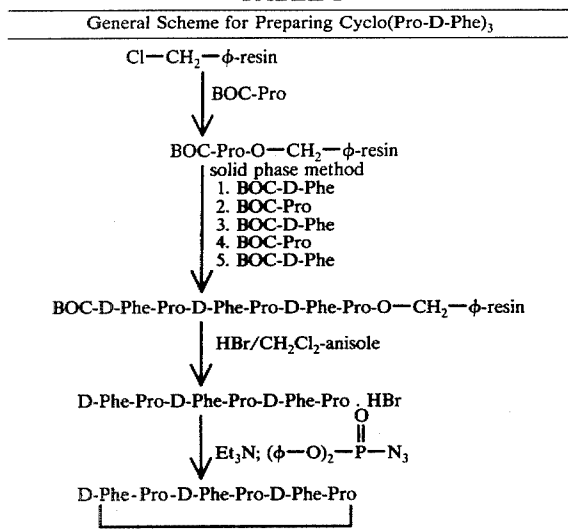 General Scheme for Preparing Cyclo(Pro-D-Phe)₃
Cl—CH₂—ϕ-resin
BOC-Pro
BOC-Pro-O—CH₂—ϕ-resin
solid phase method
1. BOC-D-Phe
2. BOC-Pro
3. BOC-D-Phe
4. BOC-Pro
5. BOC-D-Phe
BOC-D-Phe-Pro-D-Phe-Pro-D-Phe-Pro-O—CH₂—ϕ-resin
HBr/CH₂Cl₂-anisole
D-Phe-Pro-D-Phe-Pro-D-Phe-Pro . HBr
O
Et₃N; (ϕ—O)₂—P—N₃
D-Phe-Pro-D-Phe-Pro-D-Phe-Pro